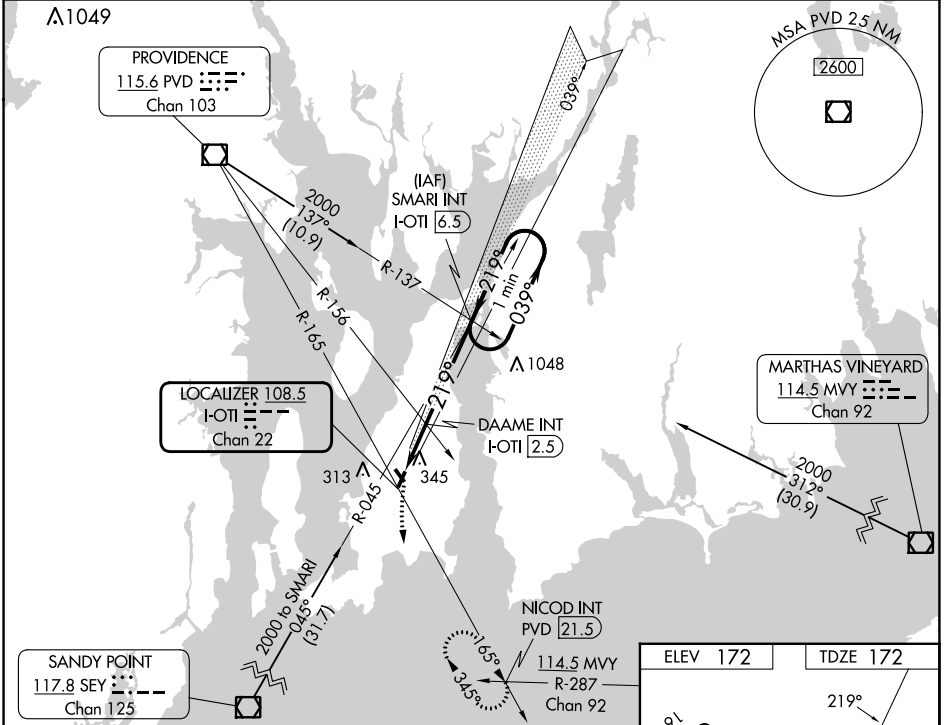 1049
PROVIDENCE
115.6 PVD
Chan 103
MSA PVD 25 NM
2600
039°
(IAF)
SMARI INT
I-OTI 6.5
2000
137°
(10.9)
R-137
R-156
R-165
219°
1 min
039°
1048
219°
LOCALIZER 108.5
I-OTI
Chan 22
DAAME INT
I-OTI 2.5
MARTHAS VINEYARD
114.5 MVY
Chan 92
313
345
R-045
2000
312°
(30.9)
2000 to SMARI
045°
(31.7)
NICOD INT
PVD 21.5
165°
345°
114.5 MVY
R-287
Chan 92
SANDY POINT
117.8 SEY
Chan 125
ELEV 172
TDZE 172
219°
16